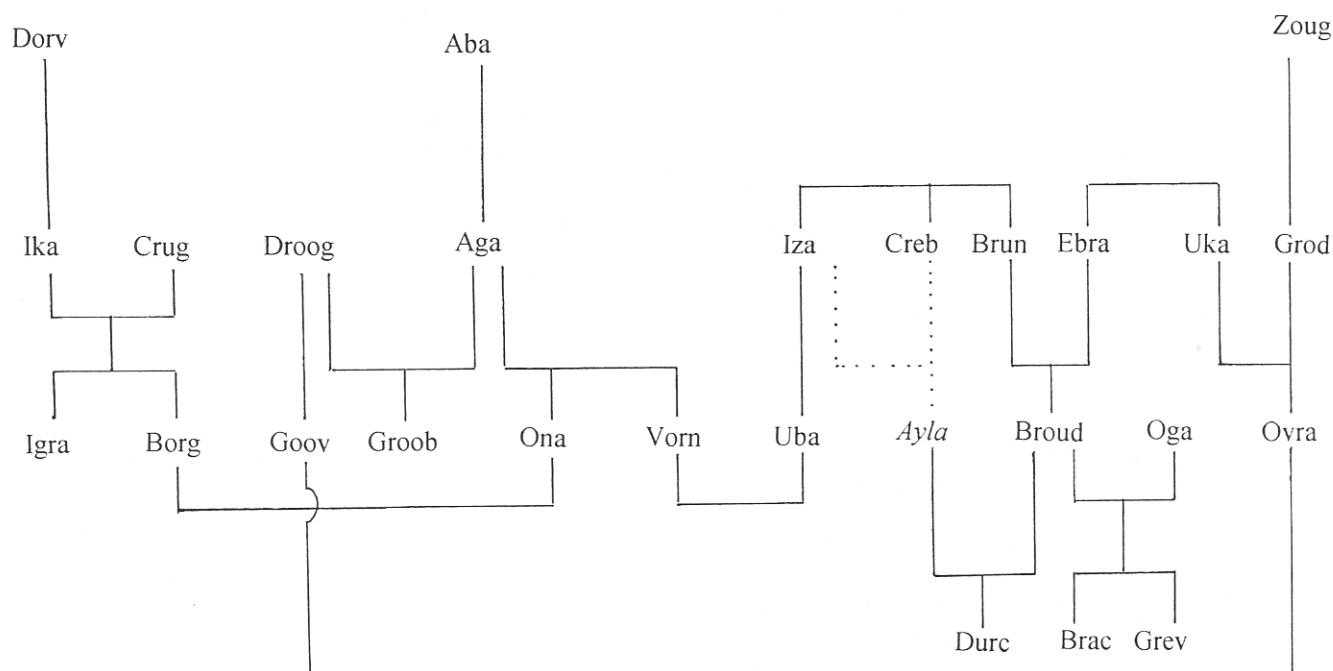 Dorv Aba Zoug
Ika Crug Droog Aga Iza Creb Brun Ebra Uka Grod
Igra Borg Goov Groob Ona Vorn Uba Ayla Broud Oga Ovra
Durc Brac Grev